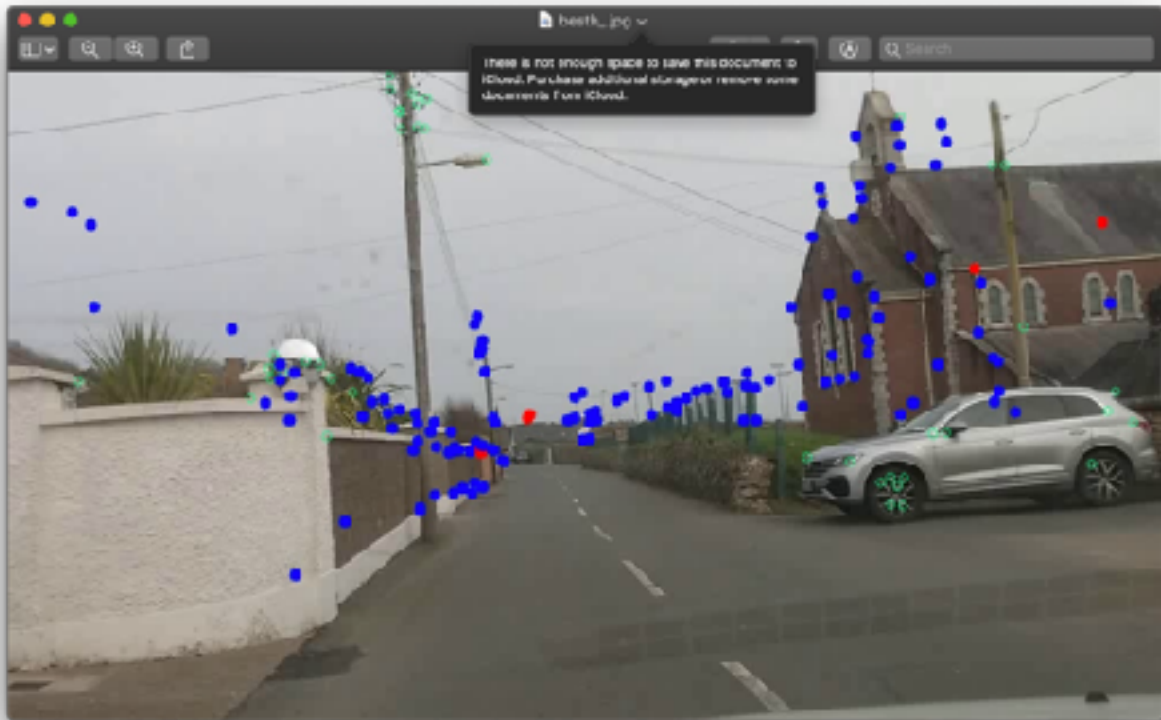 There is not enough space to save this document to
iCloud. Purchase additional storage or remove some
documents from iCloud.
Search